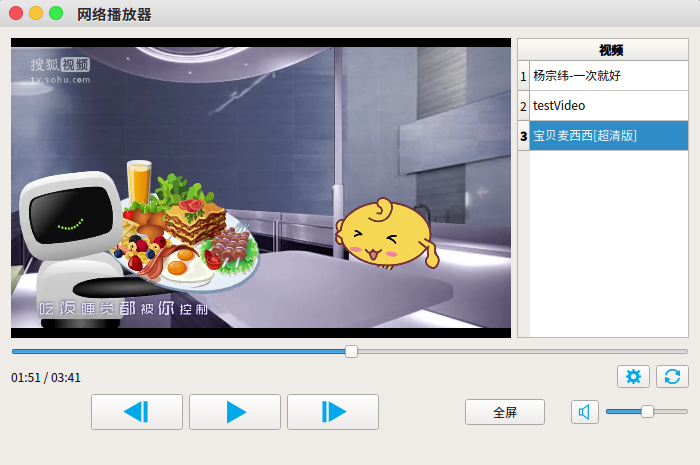 网络播放器
搜狐视频
tv.sohu.com
吃饭睡觉都被你控制
视频
1 杨宗纬-一次就好
2 testVideo
3 宝贝麦西西[超清版]
01:51 / 03:41
全屏